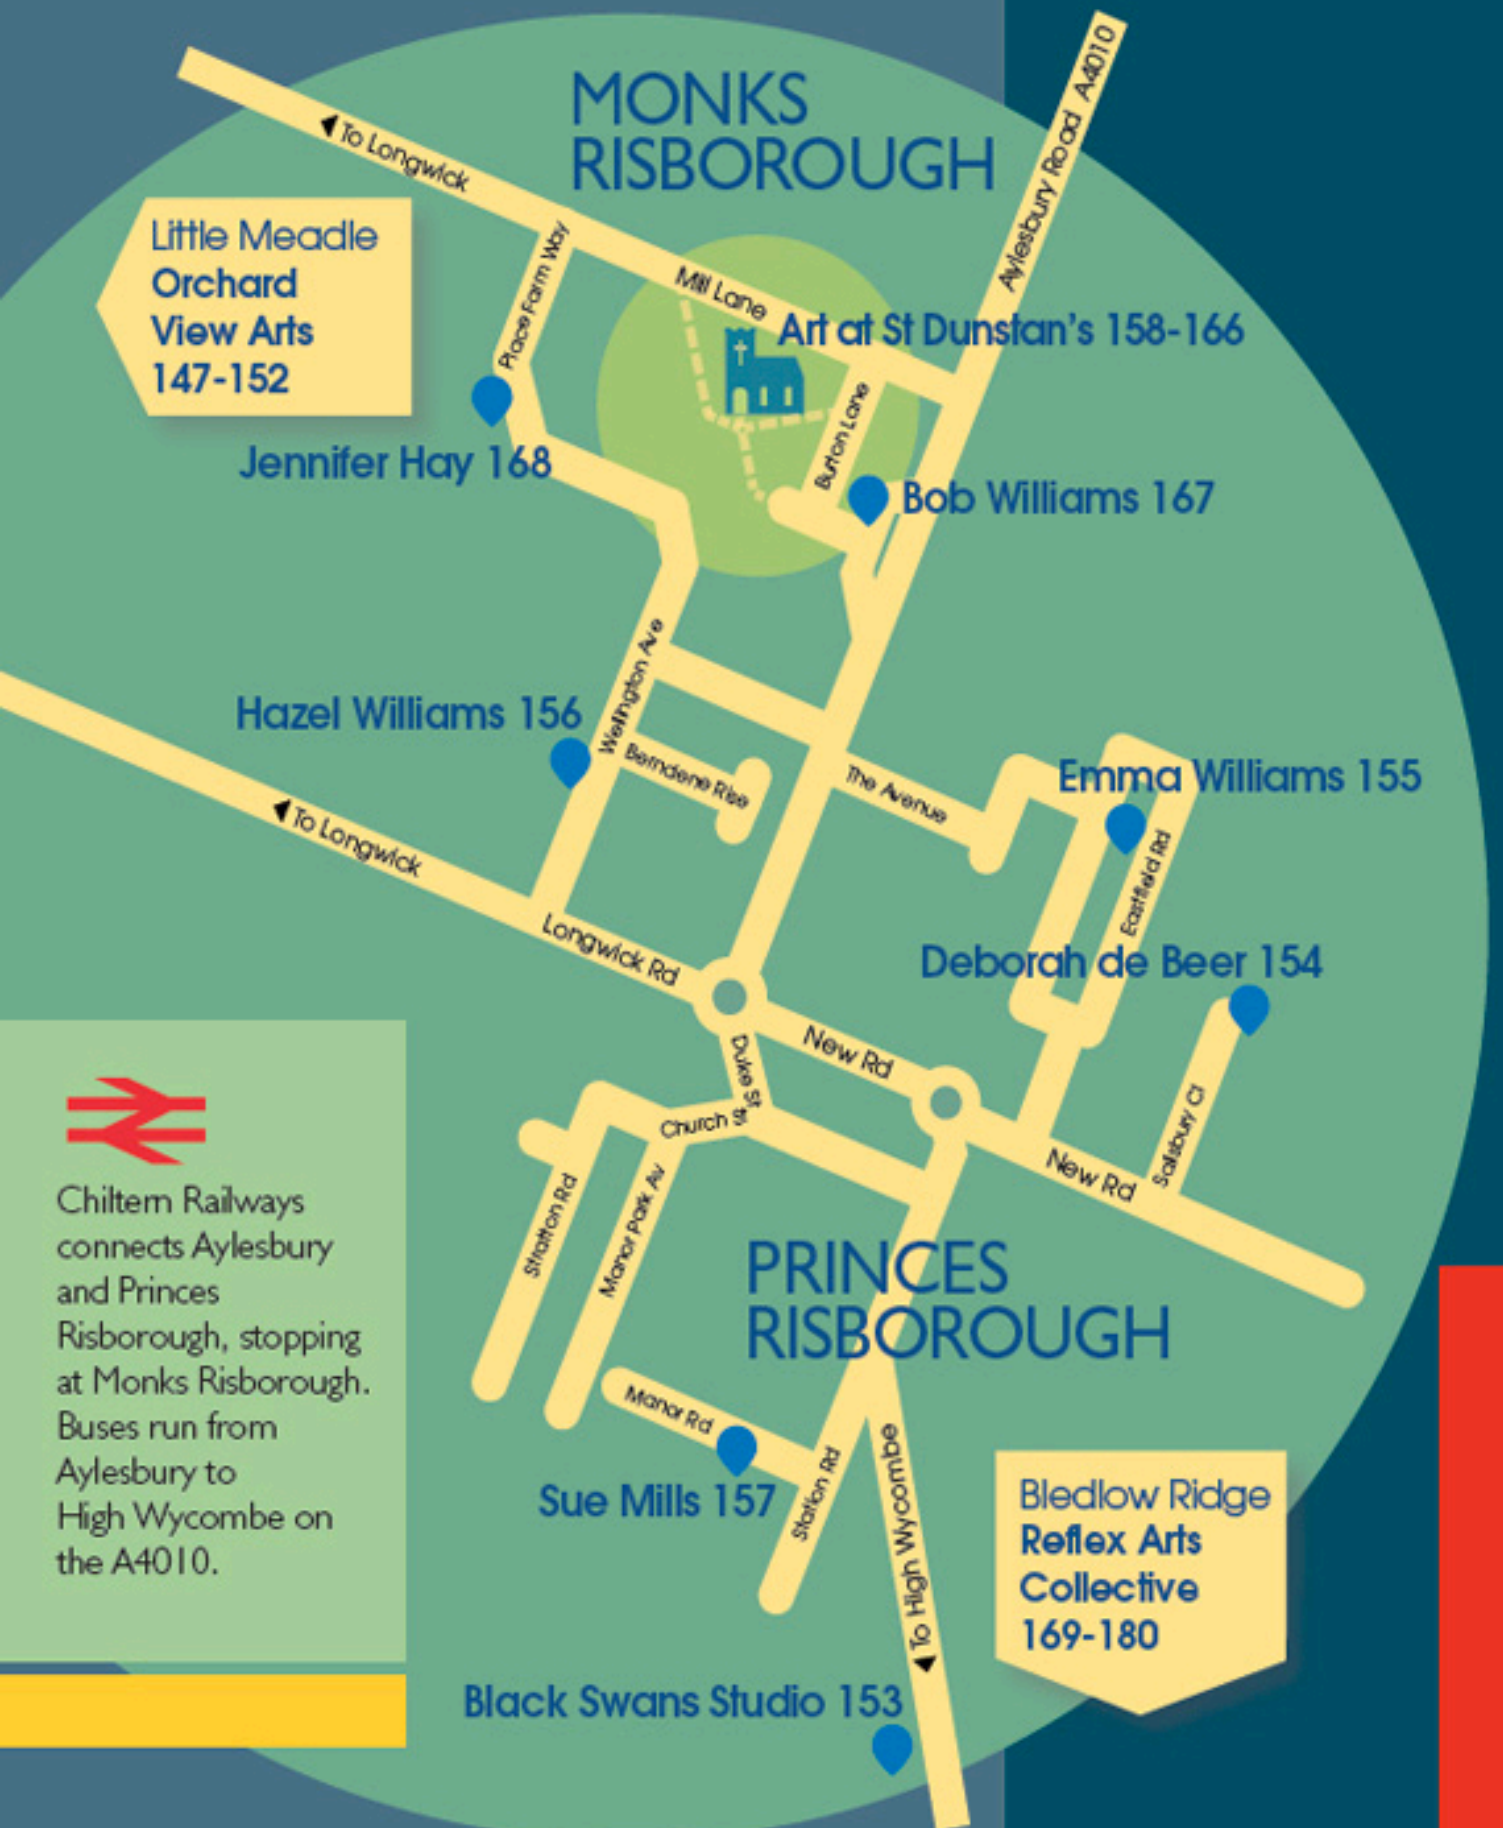 MONKS
RISBOROUGH
Aylesbury Road A4010
To Longwick
Little Meadle
Orchard
View Arts
147-152
Place Farm Way
Mill Lane
Art at St Dunstan's 158-166
Burton Lane
Jennifer Hay 168
Bob Williams 167
Wellington Ave
Hazel Williams 156
Berndene Rise
The Avenue
Emma Williams 155
Eastfield Rd
To Longwick
Longwick Rd
Deborah de Beer 154
New Rd
Duke St
Church St
Salisbury Cl
New Rd
Stratton Rd
Manor Park Av
Chiltern Railways
connects Aylesbury
and Princes
Risborough, stopping
at Monks Risborough.
Buses run from
Aylesbury to
High Wycombe on
the A4010.
PRINCES
RISBOROUGH
Manor Rd
Sue Mills 157
Station Rd
To High Wycombe
Bledlow Ridge
Reflex Arts
Collective
169-180
Black Swans Studio 153